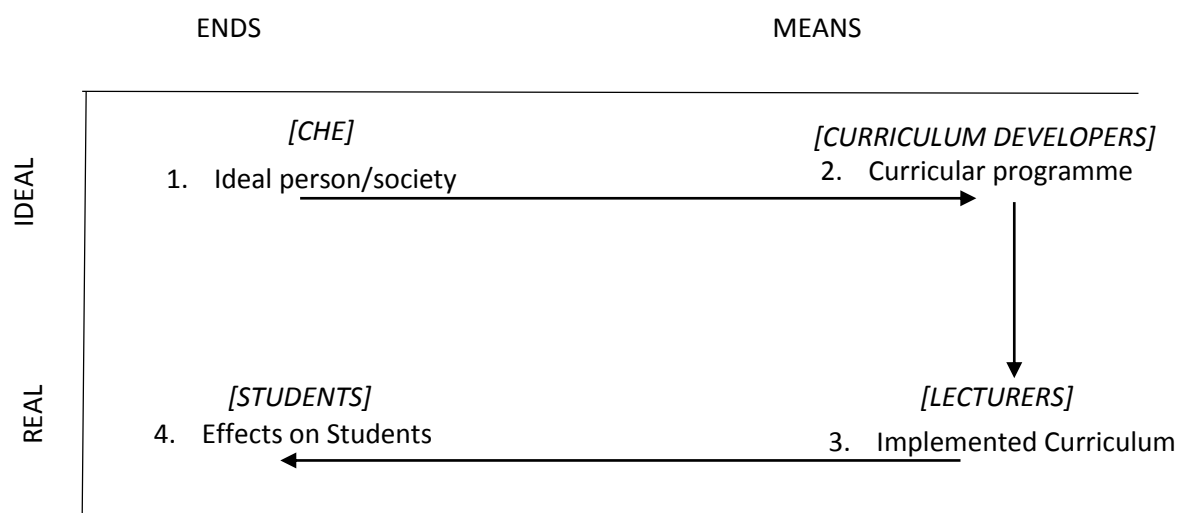 ENDS MEANS
IDEAL
[CHE] [CURRICULUM DEVELOPERS]
1. Ideal person/society 2. Curricular programme
REAL
[STUDENTS] [LECTURERS]
4. Effects on Students 3. Implemented Curriculum